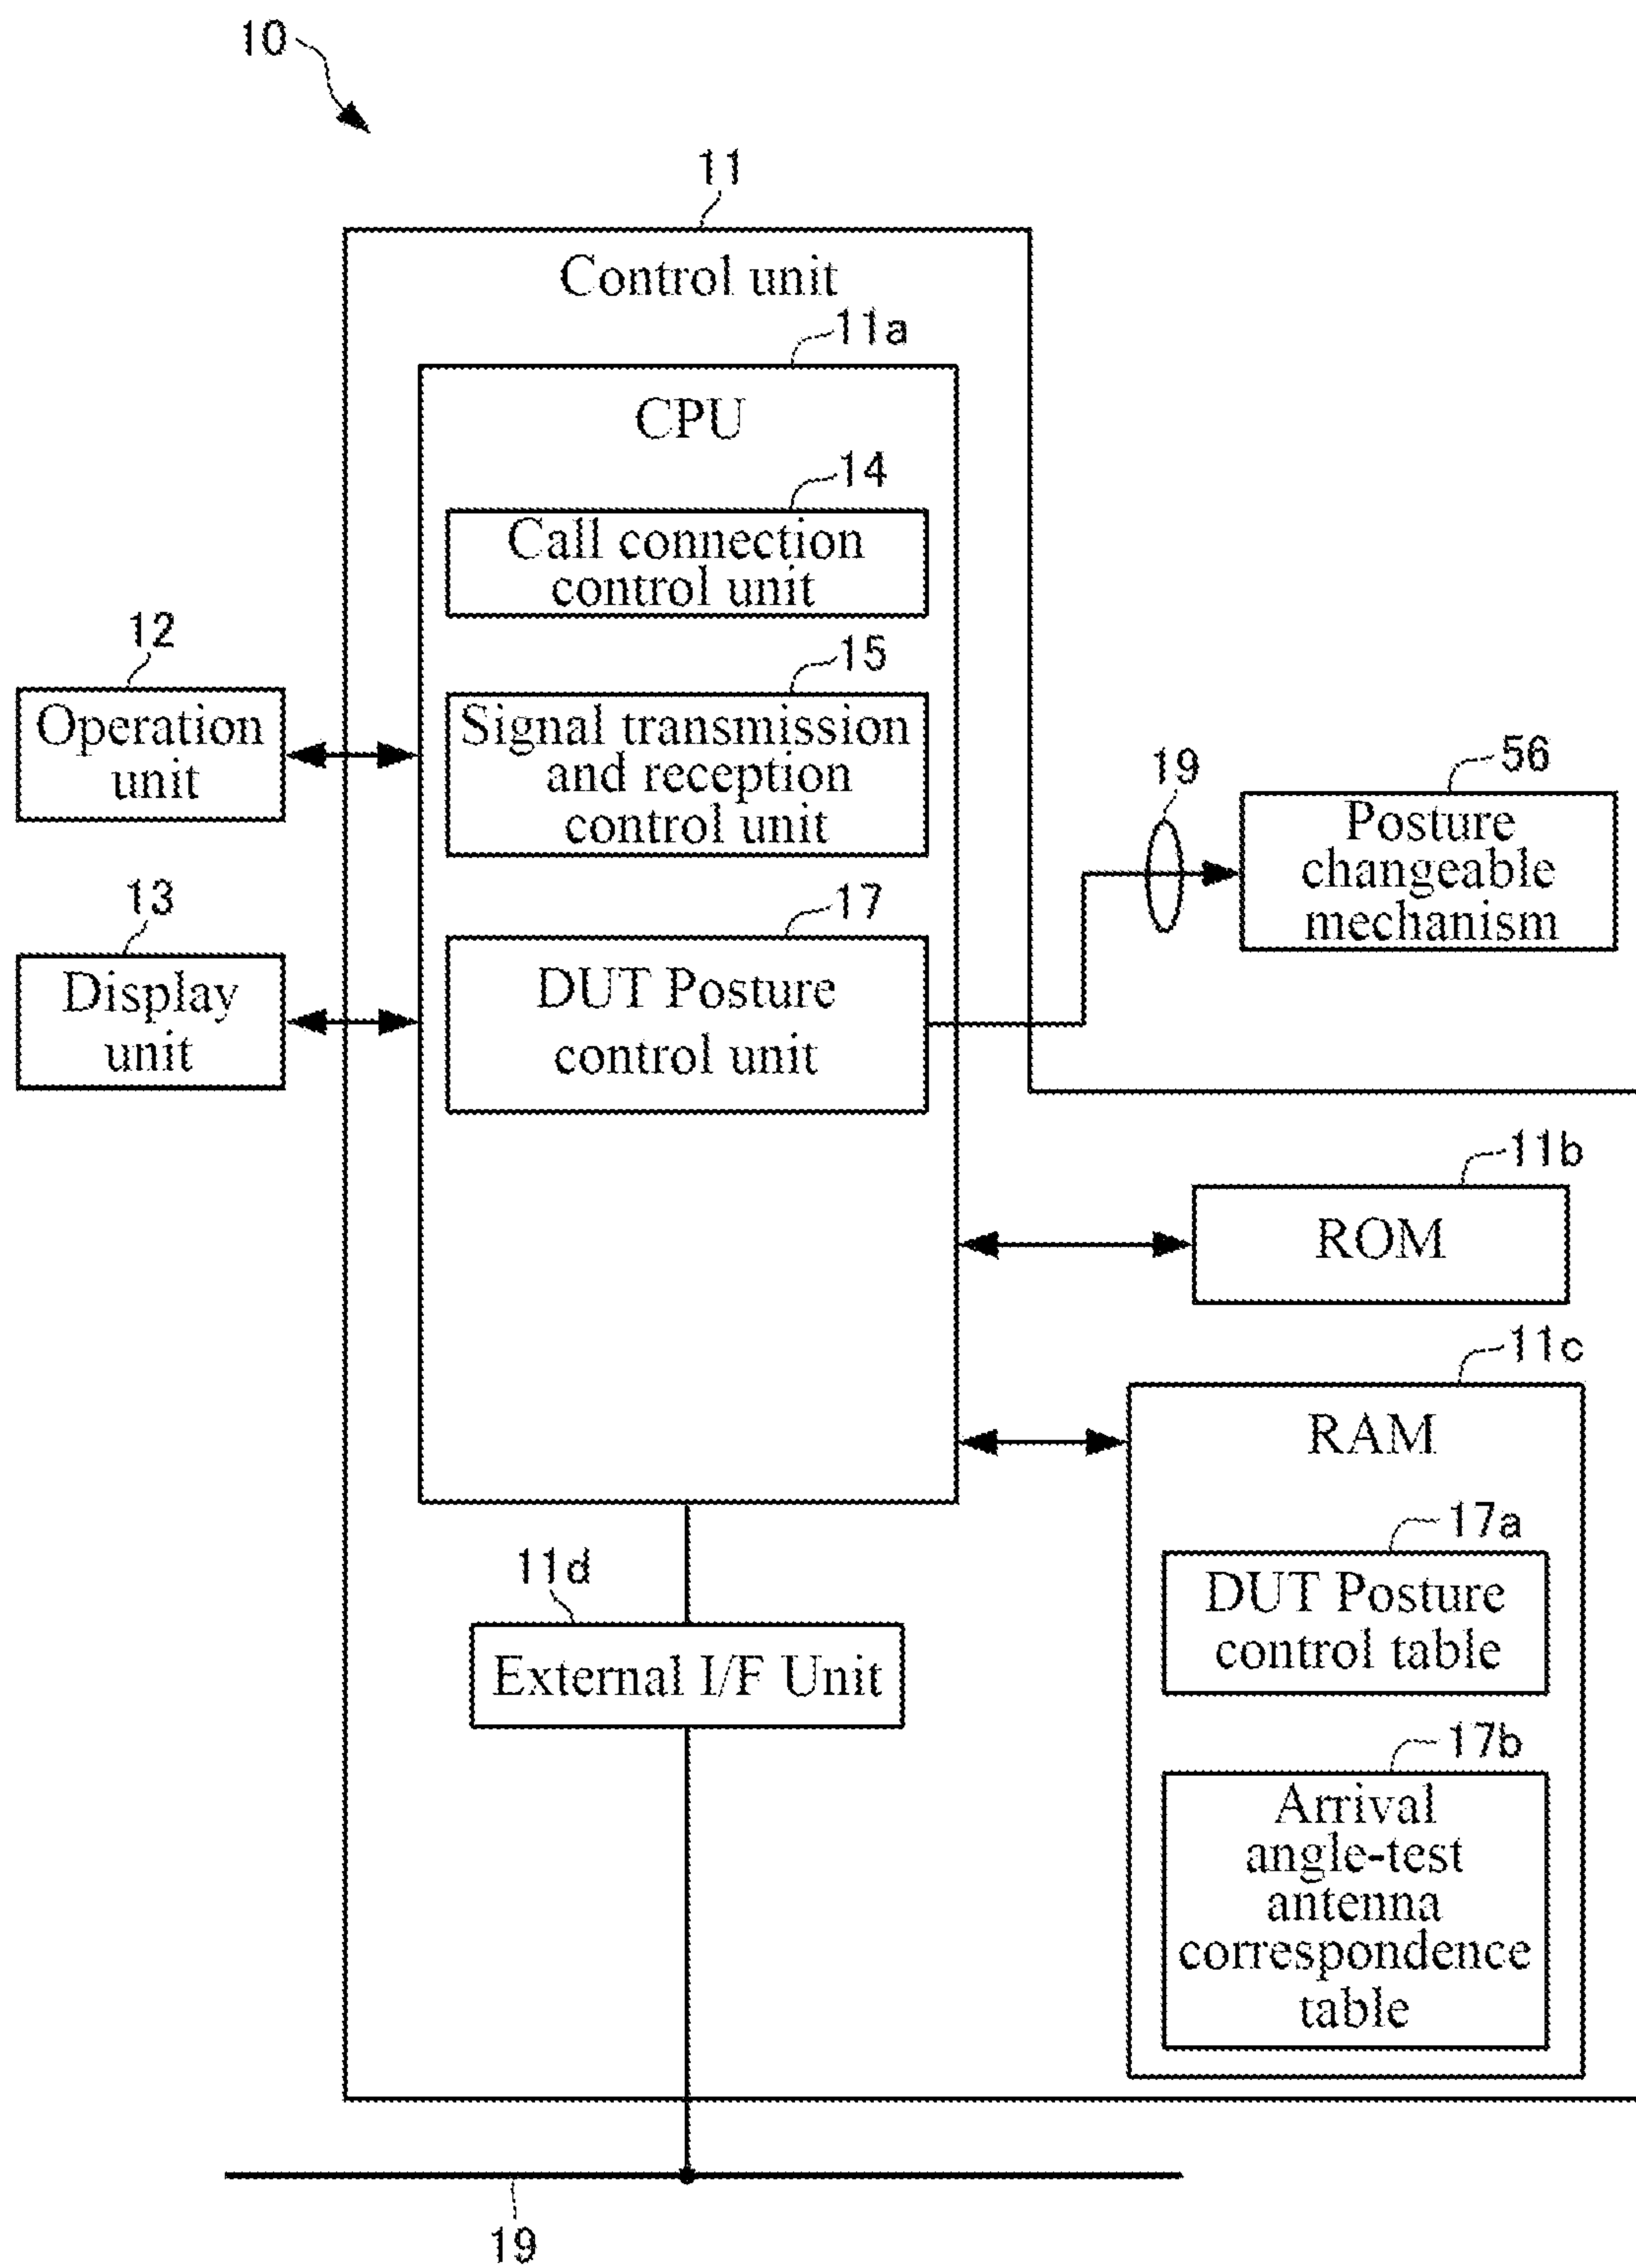 10
11
Control unit
11a
CPU
14
Call connection
control unit
12
15
Operation
unit
Signal transmission
and reception
control unit
19
56
Posture
changeable
mechanism
13
17
Display
unit
DUT Posture
control unit
11b
ROM
11c
RAM
17a
DUT Posture
control table
11d
External I/F Unit
17b
Arrival
angle-test
antenna
correspondence
table
19